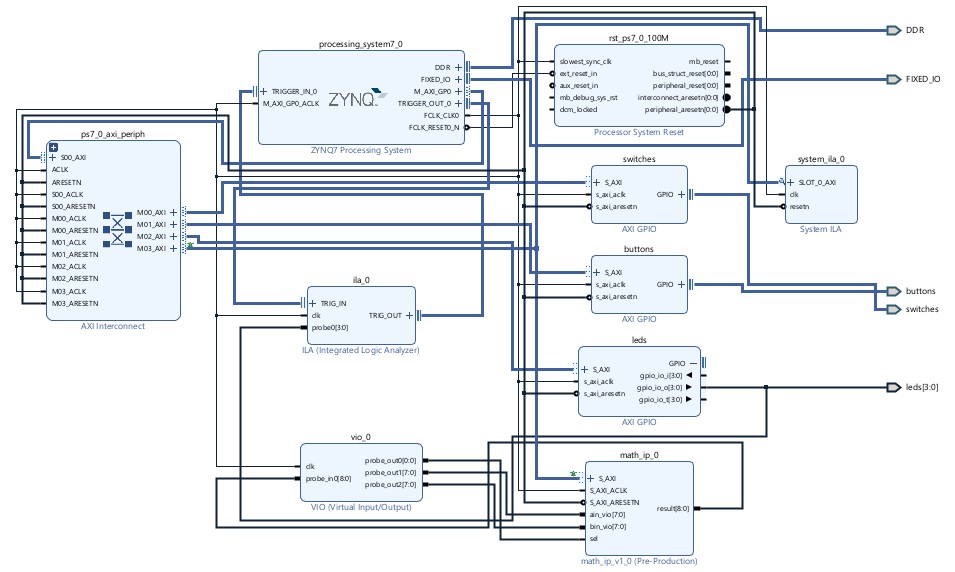 processing_system7_0
DDR
FIXED_IO
TRIGGER_IN_0
M_AXI_GP0
M_AXI_GP0_ACLK
TRIGGER_OUT_0
ZYNQ
FCLK_CLK0
FCLK_RESET0_N
ZYNQ7 Processing System
rst_ps7_0_100M
slowest_sync_clk
mb_reset
ext_reset_in
bus_struct_reset[0:0]
aux_reset_in
peripheral_reset[0:0]
mb_debug_sys_rst
interconnect_aresetn[0:0]
dcm_locked
peripheral_aresetn[0:0]
Processor System Reset
DDR
FIXED_IO
ps7_0_axi_periph
S00_AXI
ACLK
ARESETN
S00_ACLK
S00_ARESETN
M00_ACLK
M00_ARESETN
M01_ACLK
M01_ARESETN
M02_ACLK
M02_ARESETN
M03_ACLK
M03_ARESETN
M00_AXI
M01_AXI
M02_AXI
M03_AXI
AXI Interconnect
switches
S_AXI
s_axi_aclk
s_axi_aresetn
GPIO
AXI GPIO
system_ila_0
SLOT_0_AXI
clk
resetn
System ILA
buttons
S_AXI
s_axi_aclk
s_axi_aresetn
GPIO
AXI GPIO
buttons
switches
ila_0
TRIG_IN
clk
probe0[3:0]
TRIG_OUT
ILA (Integrated Logic Analyzer)
leds
S_AXI
s_axi_aclk
s_axi_aresetn
GPIO
gpio_io_i[3:0]
gpio_io_o[3:0]
gpio_io_t[3:0]
AXI GPIO
leds[3:0]
vio_0
clk
probe_in0[8:0]
probe_out0[0:0]
probe_out1[7:0]
probe_out2[7:0]
VIO (Virtual Input/Output)
math_ip_0
S_AXI
S_AXI_ACLK
S_AXI_ARESETN
ain_vio[7:0]
bin_vio[7:0]
sel
result[8:0]
math_ip_v1_0 (Pre-Production)